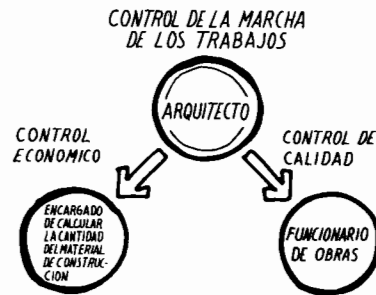 CONTROL DE LA MARCHA
DE LOS TRABAJOS
ARQUITECTO
CONTROL
ECONOMICO
CONTROL DE
CALIDAD
ENCARGADO
DE CALCULAR
LA CANTIDAD
DEL MATERIAL
DE CONSTRUC-
CION
FUNCIONARIO
DE OBRAS